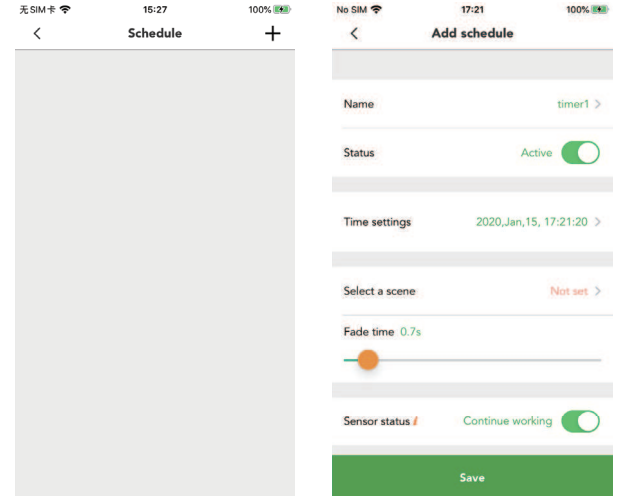 无SIM卡 15:27 100%
Schedule +
No SIM 17:21 100%
Add schedule
Name timer1
Status Active
Time settings 2020,Jan,15, 17:21:20
Select a scene Not set
Fade time 0.7s
Sensor status i Continue working
Save